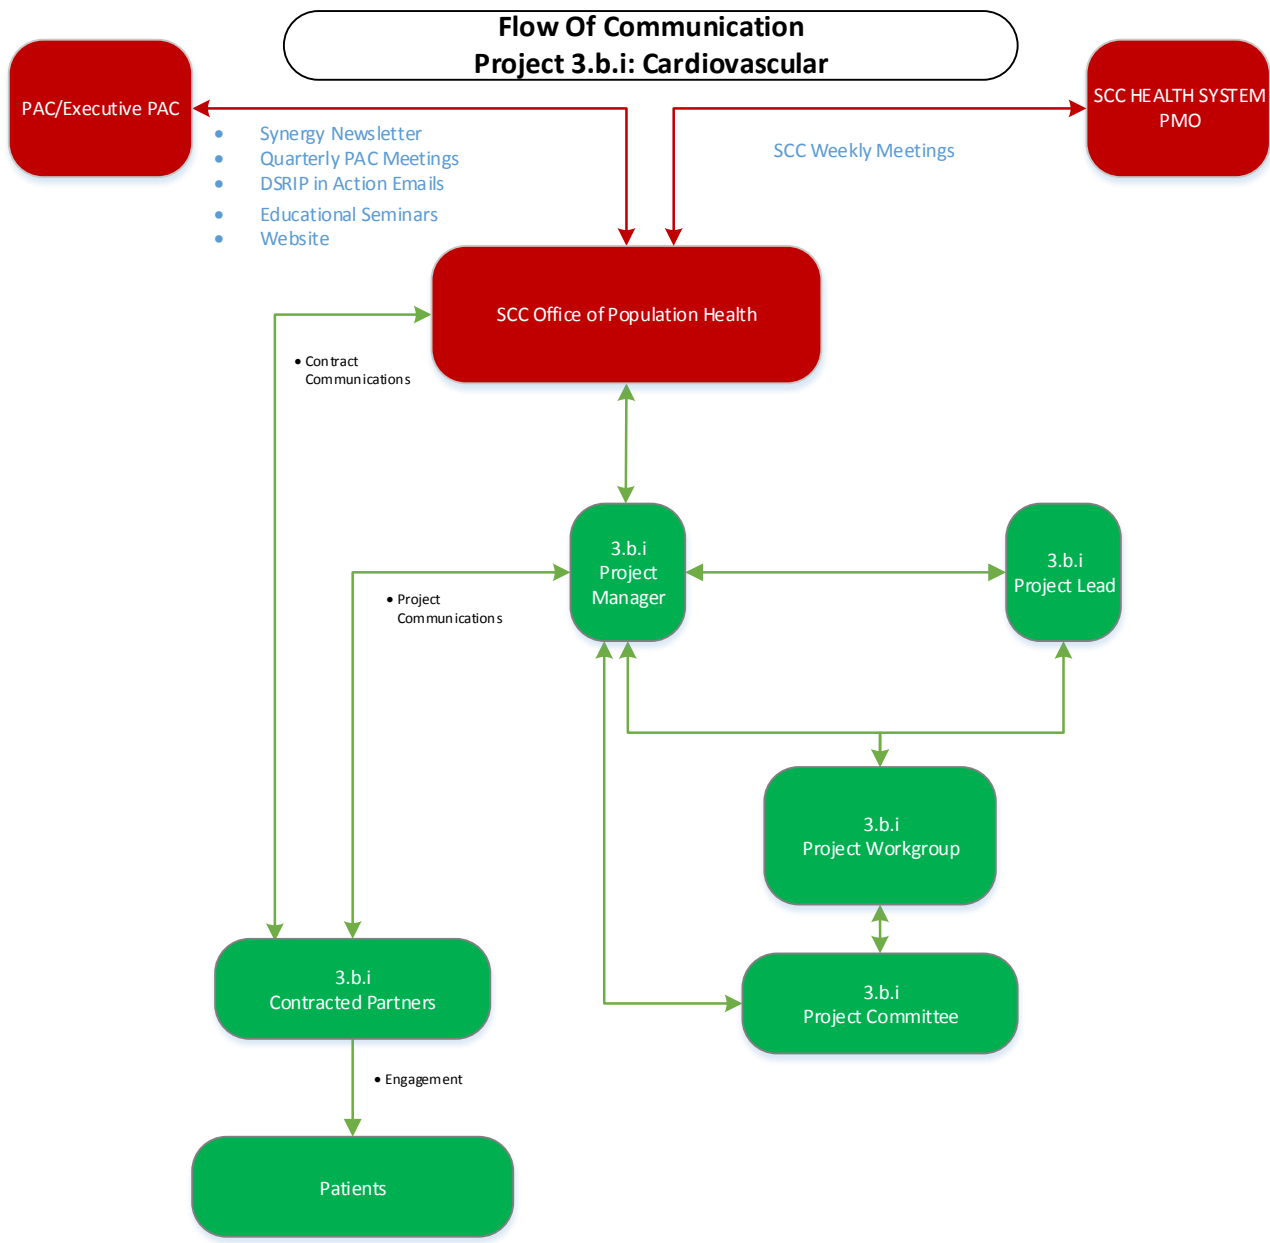 Flow Of Communication
Project 3.b.i: Cardiovascular
PAC/Executive PAC
SCC HEALTH SYSTEM
PMO
• Synergy Newsletter
• Quarterly PAC Meetings
• DSRIP in Action Emails
• Educational Seminars
• Website
SCC Weekly Meetings
SCC Office of Population Health
• Contract
Communications
3.b.i
Project
Manager
3.b.i
Project Lead
• Project
Communications
3.b.i
Project Workgroup
3.b.i
Contracted Partners
3.b.i
Project Committee
• Engagement
Patients